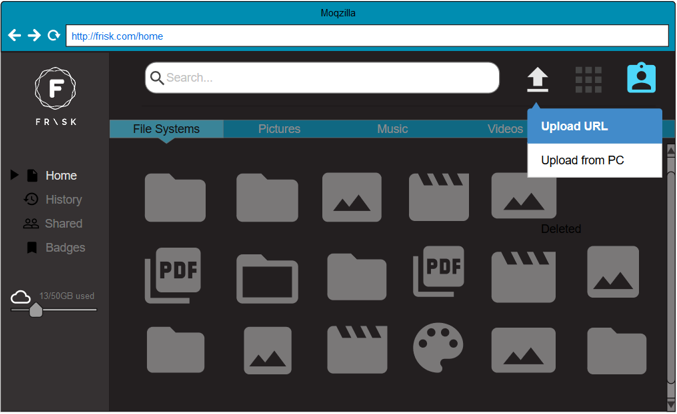 Moqzilla
http://frisk.com/home
Search...
F
FR\SK
Upload URL
Upload from PC
File Systems
Pictures
Music
Videos
Home
History
Shared
Badges
13/50GB used
Deleted
PDF
PDF